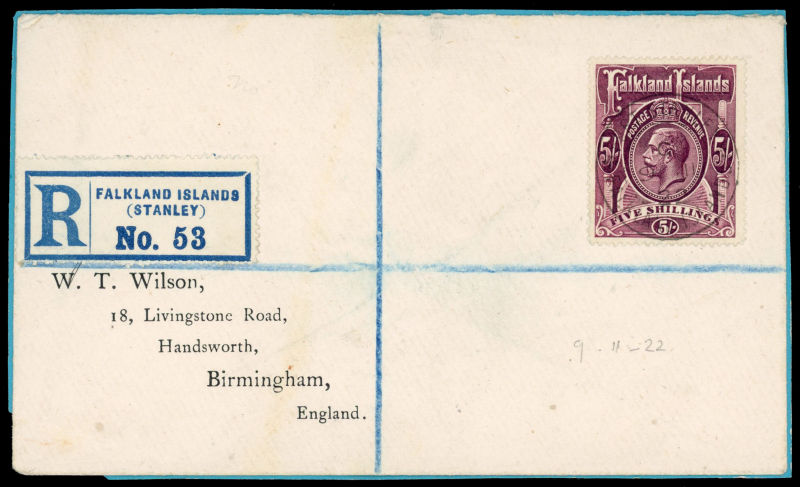 Falkland Islands
POSTAGE REVENUE
5/- 5/-
FIVE SHILLINGS
5/-
R
FALKLAND ISLANDS
(STANLEY)
No. 53
W. T. Wilson,
18, Livingstone Road,
Handsworth,
Birmingham,
England.
9-11-22